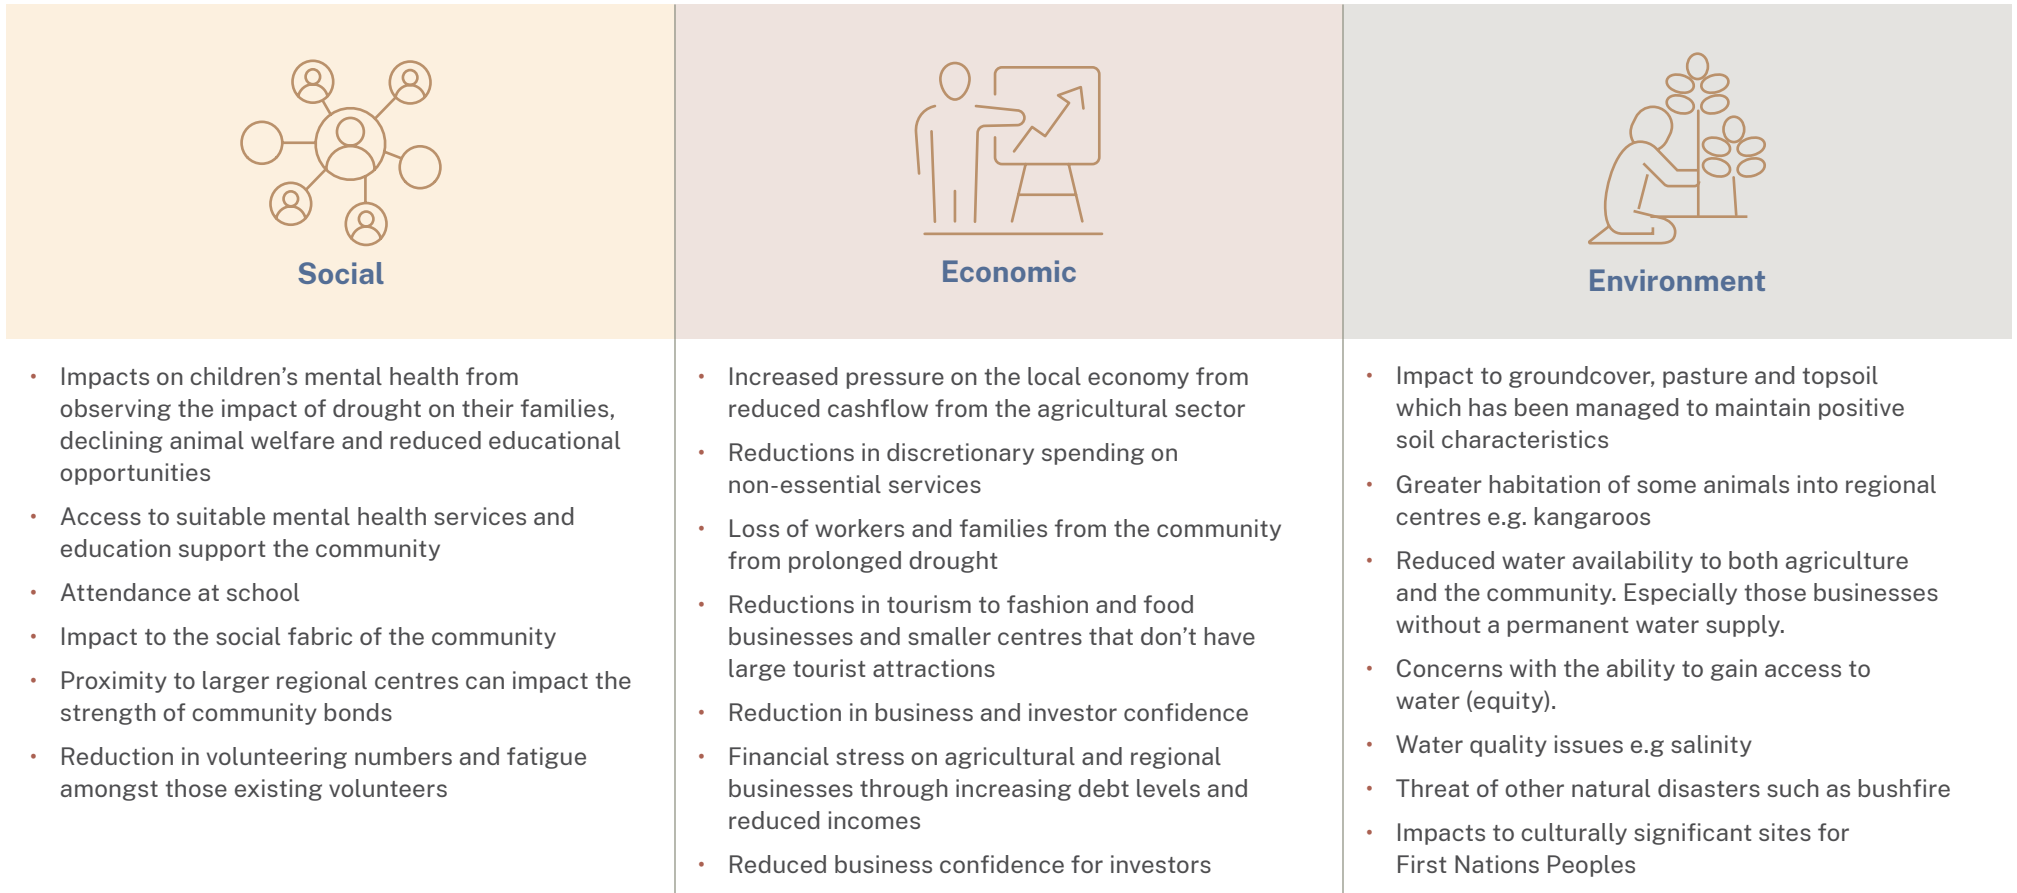 Social
• Impacts on children’s mental health from
observing the impact of drought on their families,
declining animal welfare and reduced educational
opportunities
• Access to suitable mental health services and
education support the community
• Attendance at school
• Impact to the social fabric of the community
• Proximity to larger regional centres can impact the
strength of community bonds
• Reduction in volunteering numbers and fatigue
amongst those existing volunteers
Economic
• Increased pressure on the local economy from
reduced cashflow from the agricultural sector
• Reductions in discretionary spending on
non-essential services
• Loss of workers and families from the community
from prolonged drought
• Reductions in tourism to fashion and food
businesses and smaller centres that don’t have
large tourist attractions
• Reduction in business and investor confidence
• Financial stress on agricultural and regional
businesses through increasing debt levels and
reduced incomes
• Reduced business confidence for investors
Environment
• Impact to groundcover, pasture and topsoil
which has been managed to maintain positive
soil characteristics
• Greater habitation of some animals into regional
centres e.g. kangaroos
• Reduced water availability to both agriculture
and the community. Especially those businesses
without a permanent water supply.
• Concerns with the ability to gain access to
water (equity).
• Water quality issues e.g salinity
• Threat of other natural disasters such as bushfire
• Impacts to culturally significant sites for
First Nations Peoples